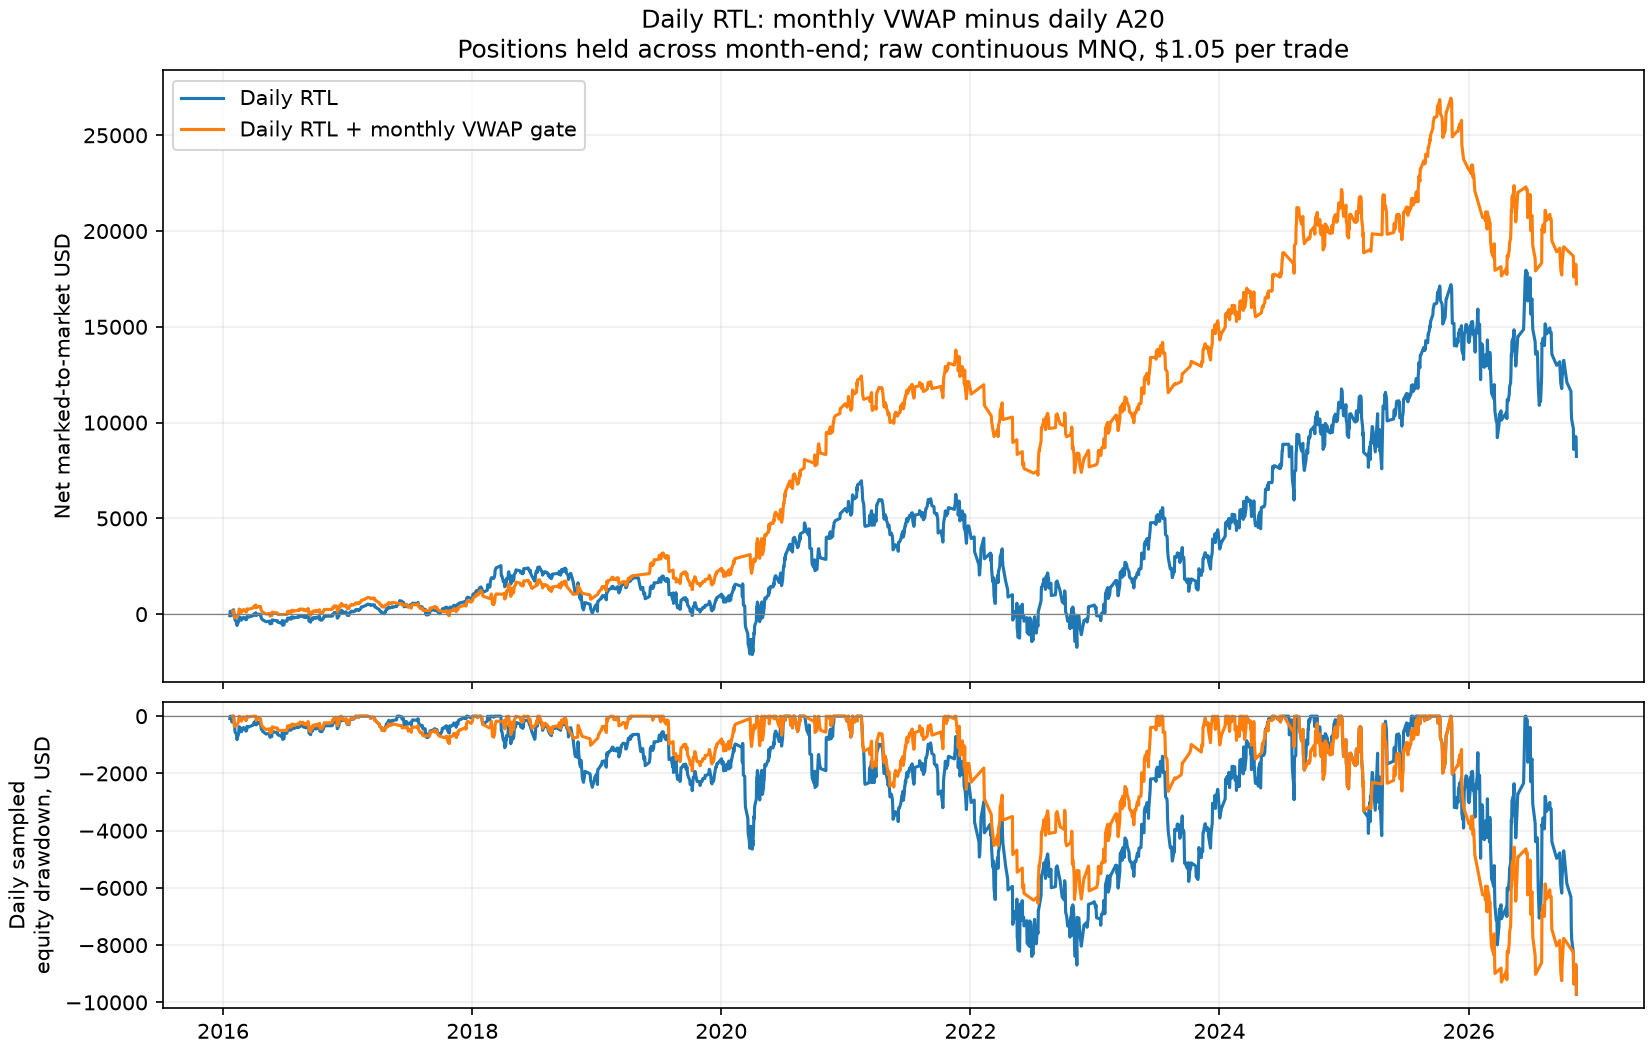 Daily RTL: monthly VWAP minus daily A20
Positions held across month-end; raw continuous MNQ, $1.05 per trade
Daily RTL
Daily RTL + monthly VWAP gate
Net marked-to-market USD
25000
20000
15000
10000
5000
0
Daily sampled
equity drawdown, USD
0
−2000
−4000
−6000
−8000
−10000
2016
2018
2020
2022
2024
2026